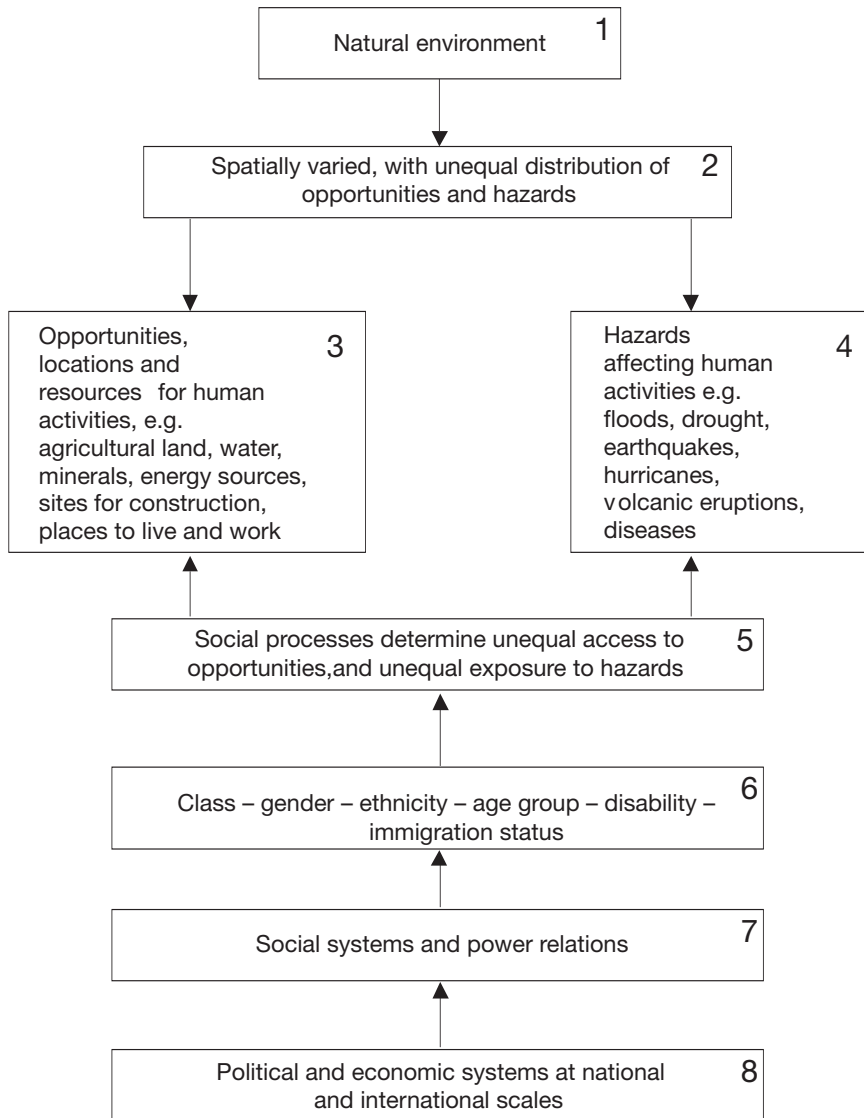 Natural environment
1
Spatially varied, with unequal distribution of
opportunities and hazards
2
Opportunities,
locations and
resources for human
activities, e.g.
agricultural land, water,
minerals, energy sources,
sites for construction,
places to live and work
3
Hazards
affecting human
activities e.g.
floods, drought,
earthquakes,
hurricanes,
volcanic eruptions,
diseases
4
Social processes determine unequal access to
opportunities,and unequal exposure to hazards
5
Class – gender – ethnicity – age group – disability –
immigration status
6
Social systems and power relations
7
Political and economic systems at national
and international scales
8